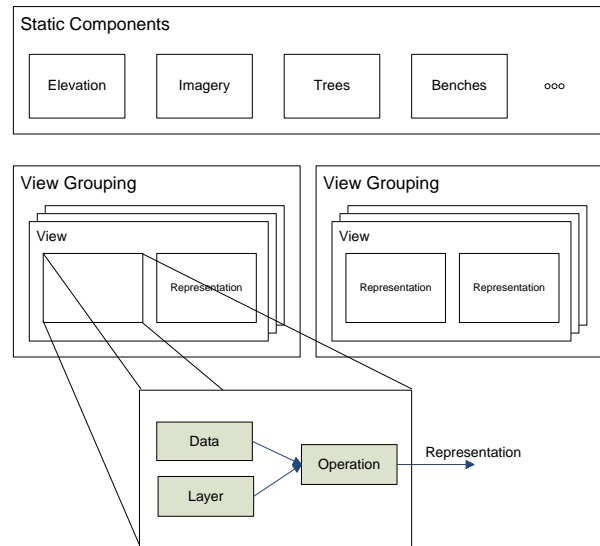 Static Components
Elevation
Imagery
Trees
Benches
ooo
View Grouping
View
Representation
View Grouping
View
Representation
Representation
Data
Layer
Operation
Representation